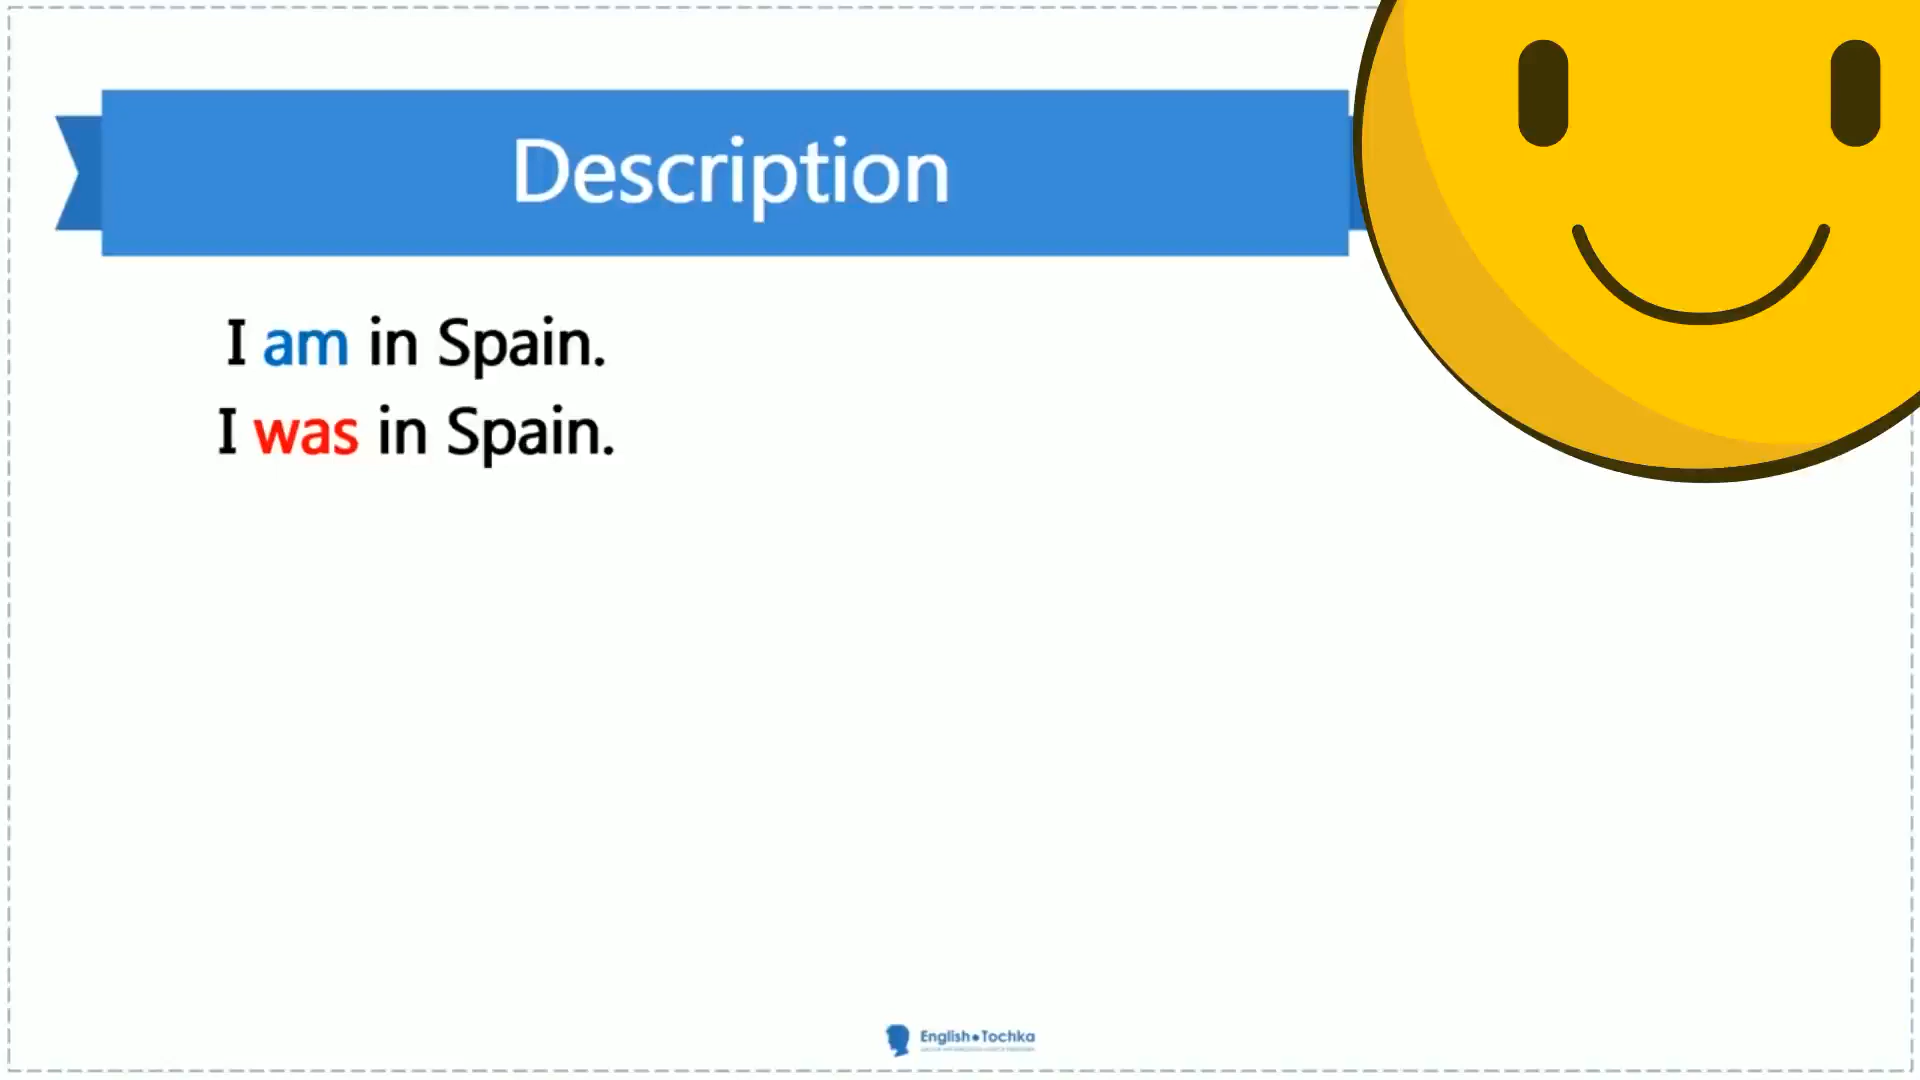 Description
I am in Spain.
I was in Spain.
English•Tochka